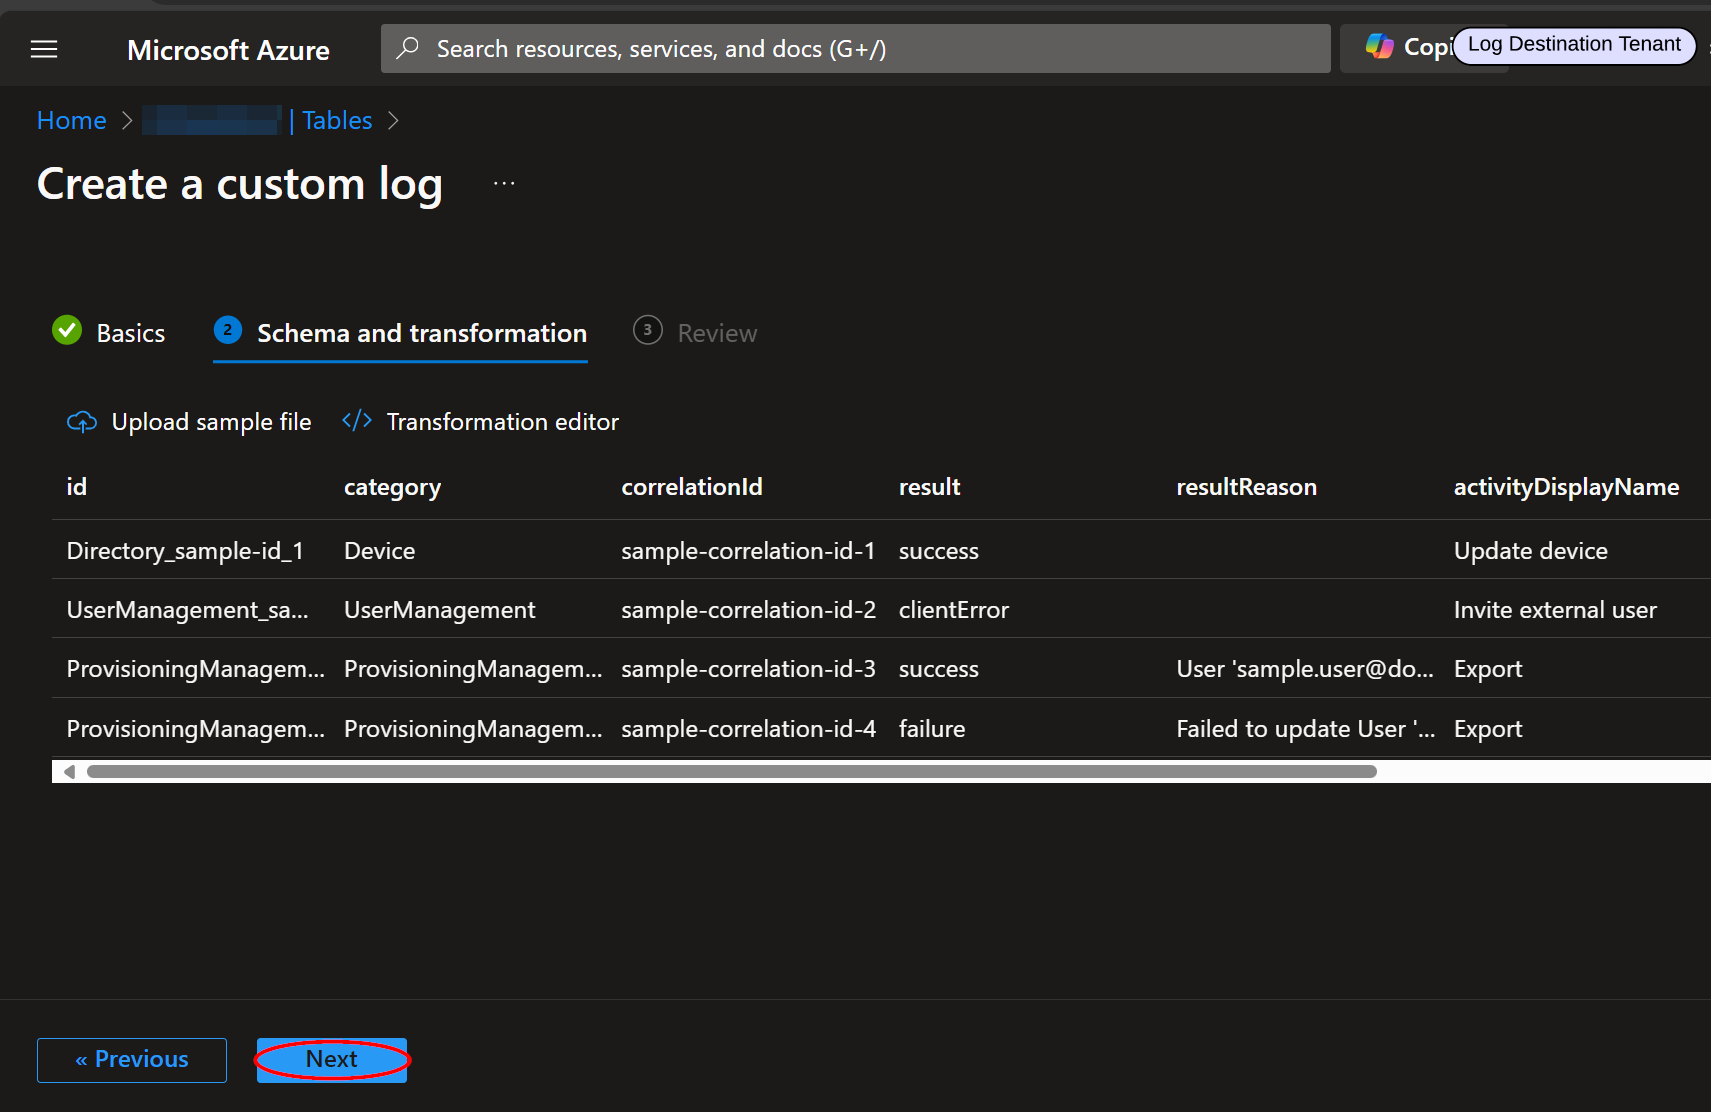 Microsoft Azure
Search resources, services, and docs (G+/)
Copi
Log Destination Tenant
Home > | Tables >
Create a custom log ...
Basics
2 Schema and transformation
3 Review
Upload sample file
</> Transformation editor
id category correlationId result resultReason activityDisplayName
Directory_sample-id_1 Device sample-correlation-id-1 success Update device
UserManagement_sa... UserManagement sample-correlation-id-2 clientError Invite external user
ProvisioningManagem... ProvisioningManagem... sample-correlation-id-3 success User 'sample.user@do... Export
ProvisioningManagem... ProvisioningManagem... sample-correlation-id-4 failure Failed to update User '... Export
« Previous
Next